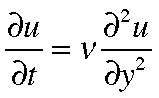 ∂u/∂t = ν ∂²u/∂y²